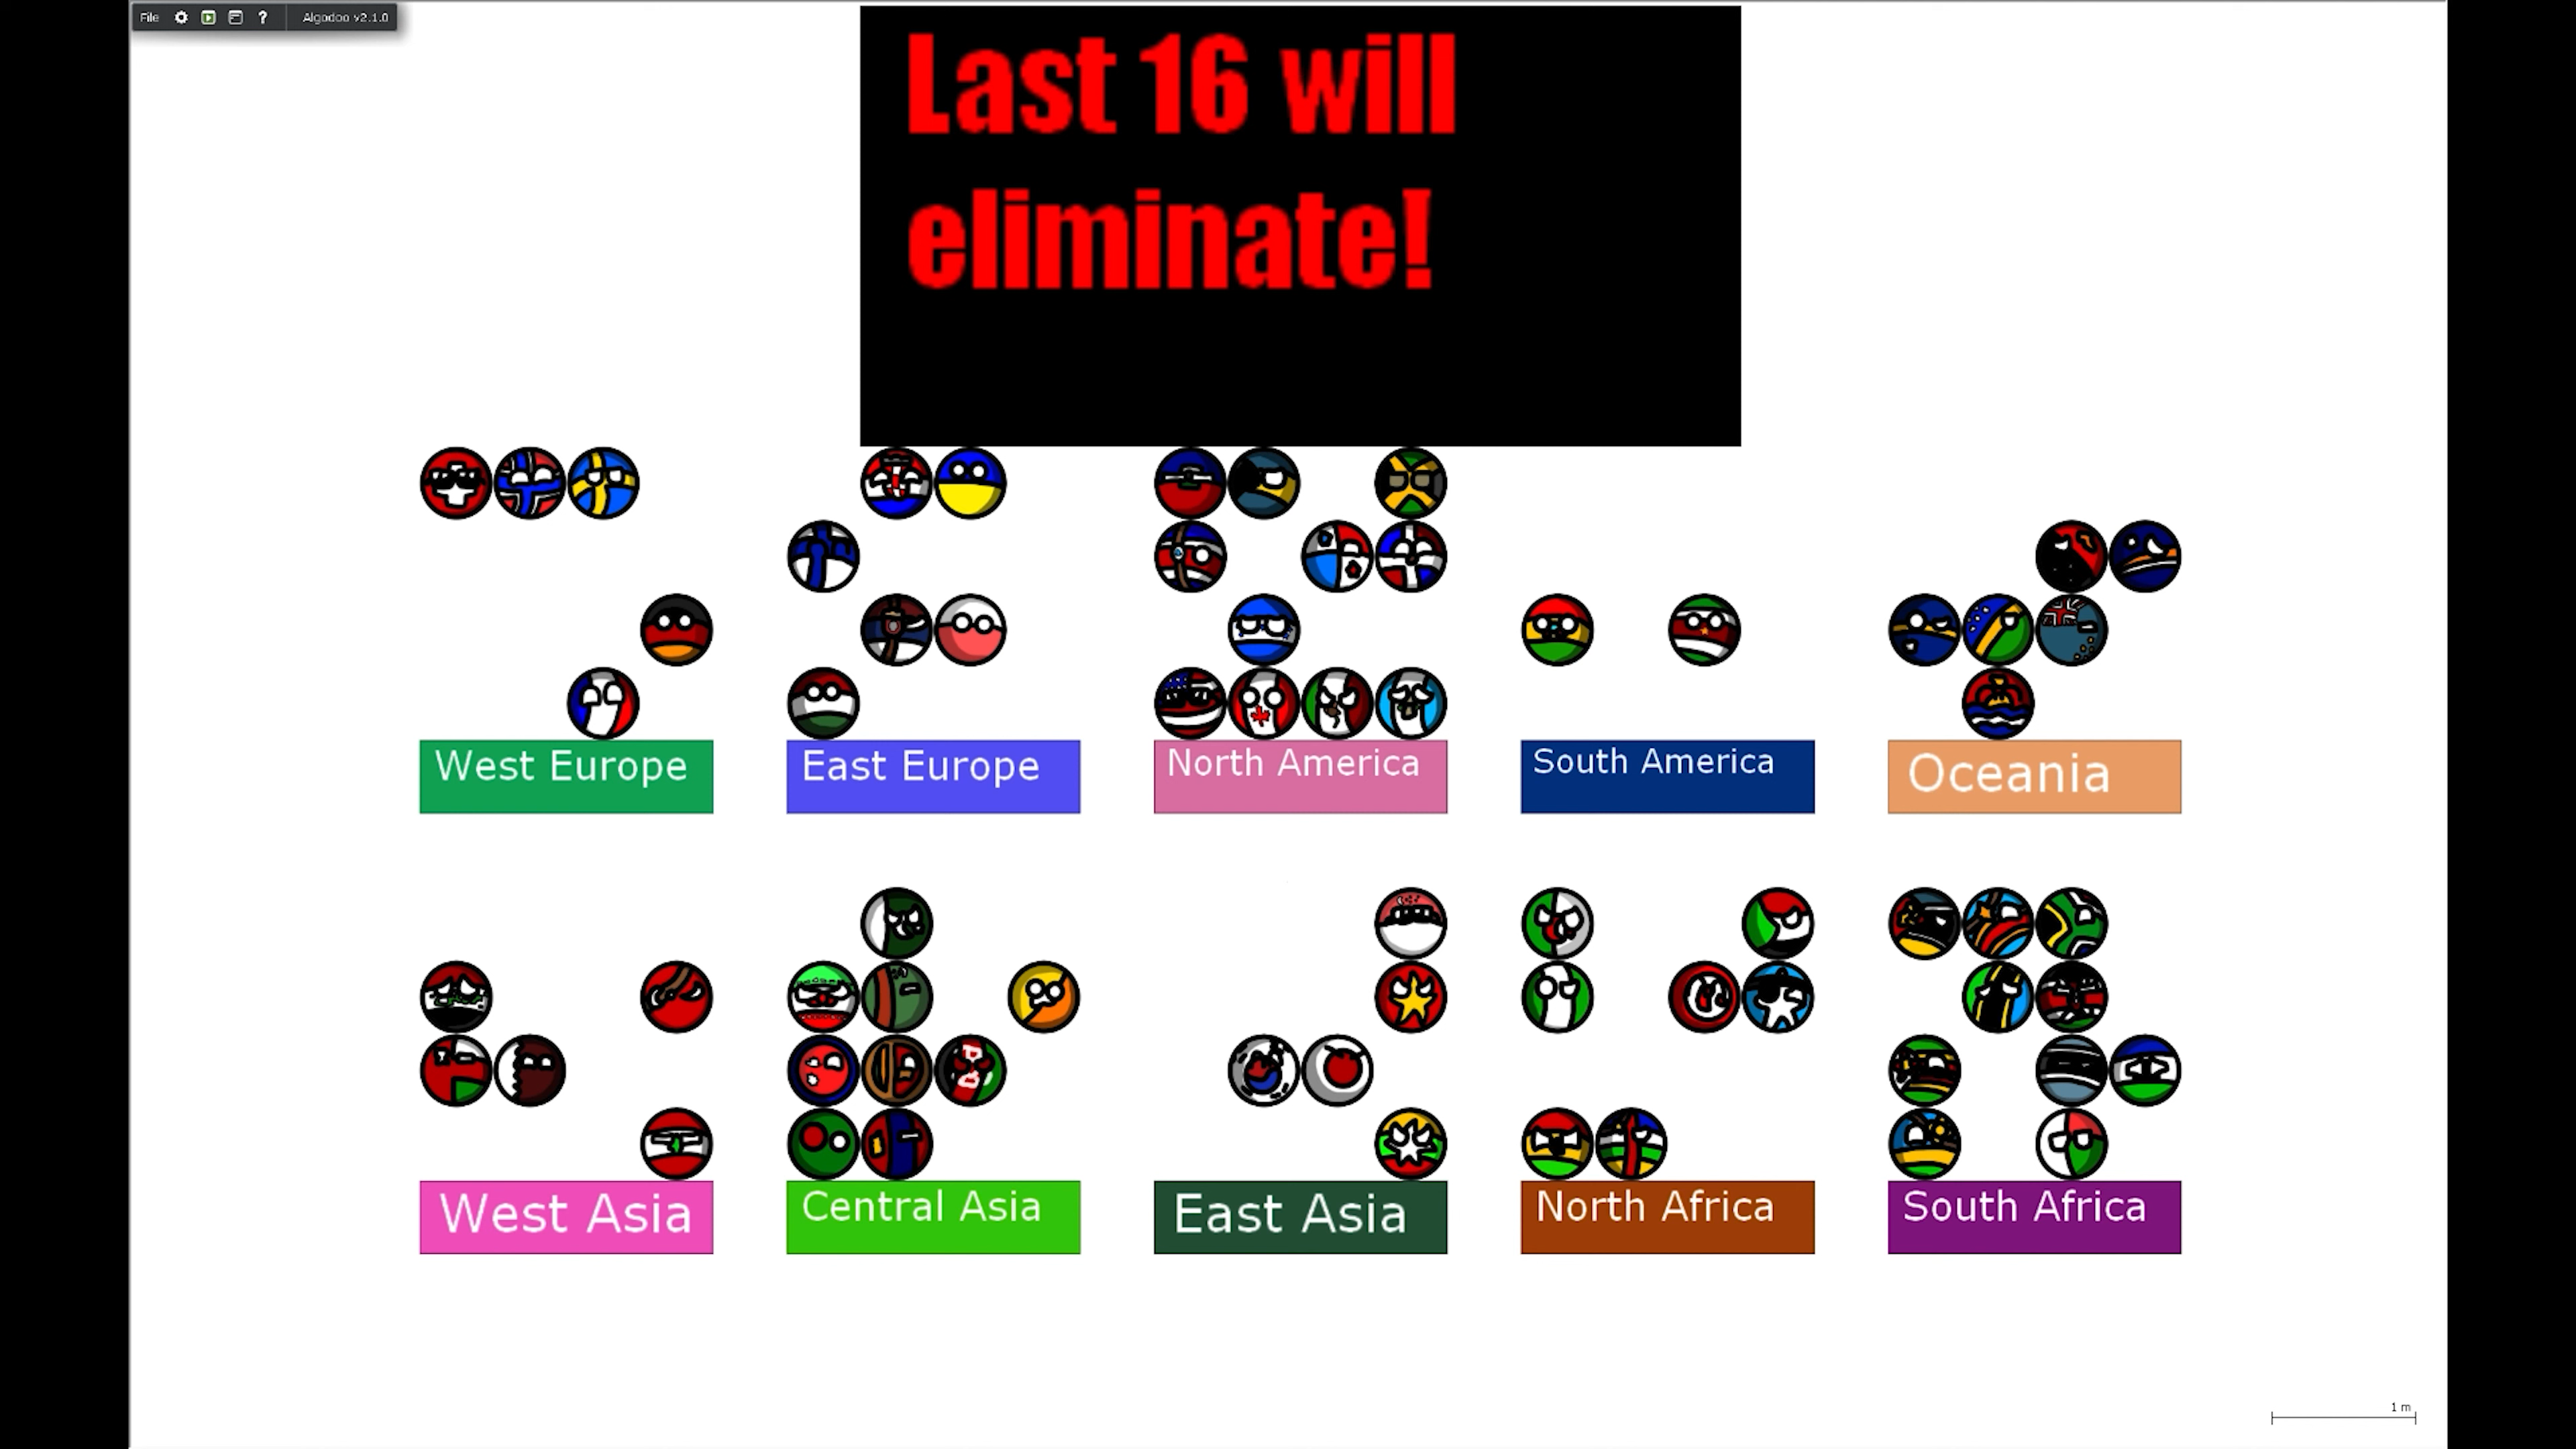 File ? Algodoo v2.1.0
Last 16 will
eliminate!
West Europe
East Europe
North America
South America
Oceania
West Asia
Central Asia
East Asia
North Africa
South Africa
1 m